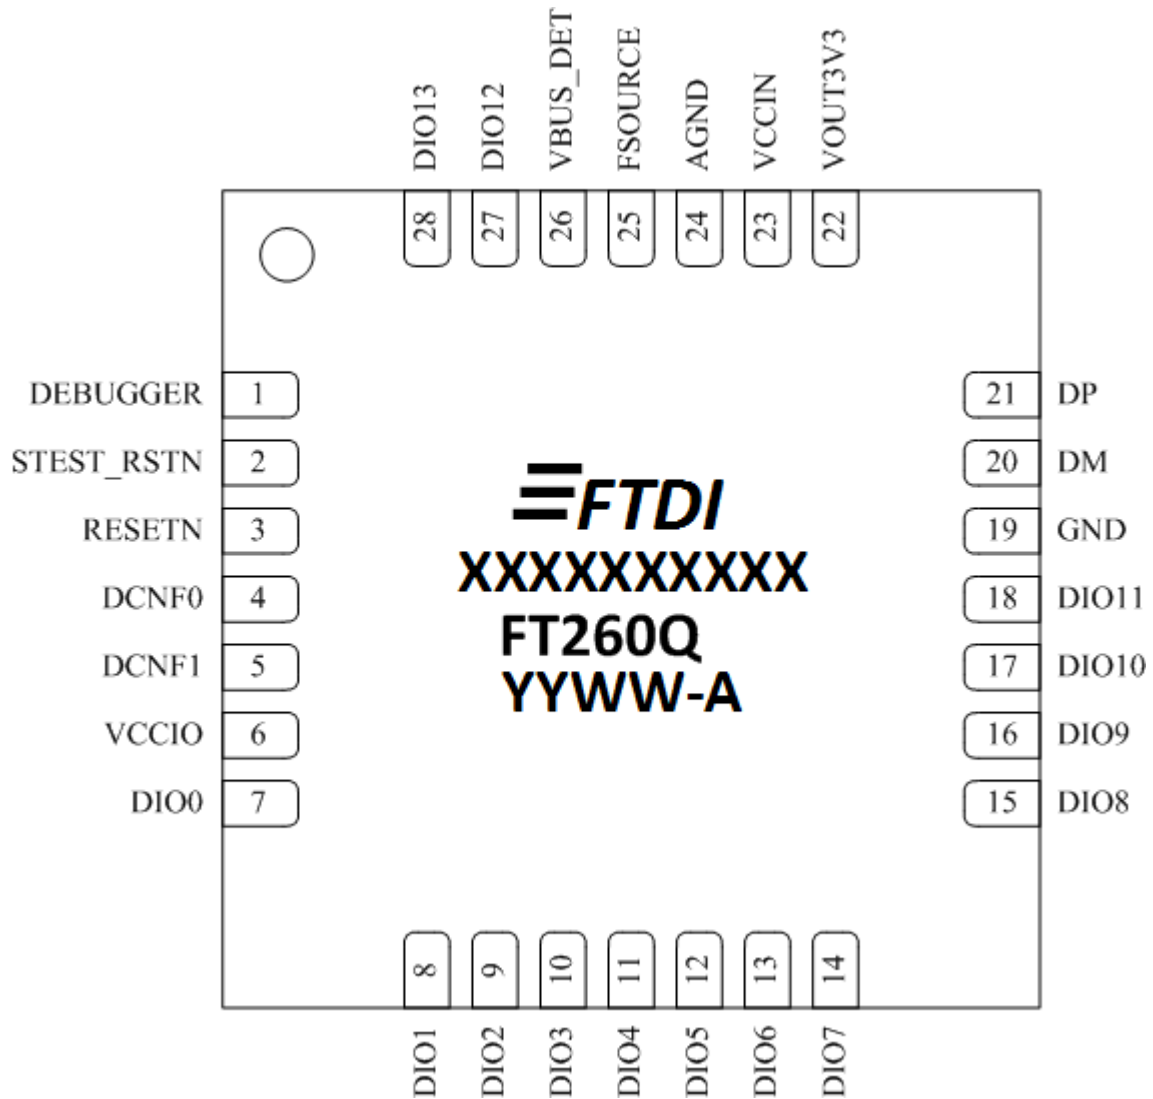 DIO13
DIO12
VBUS_DET
FSOURCE
AGND
VCCIN
VOUT3V3
28
27
26
25
24
23
22
DEBUGGER 1
STEST_RSTN 2
RESETN 3
DCNF0 4
DCNF1 5
VCCIO 6
DIO0 7
FTDI
XXXXXXXXXX
FT260Q
YYWW-A
21 DP
20 DM
19 GND
18 DIO11
17 DIO10
16 DIO9
15 DIO8
8
9
10
11
12
13
14
DIO1
DIO2
DIO3
DIO4
DIO5
DIO6
DIO7